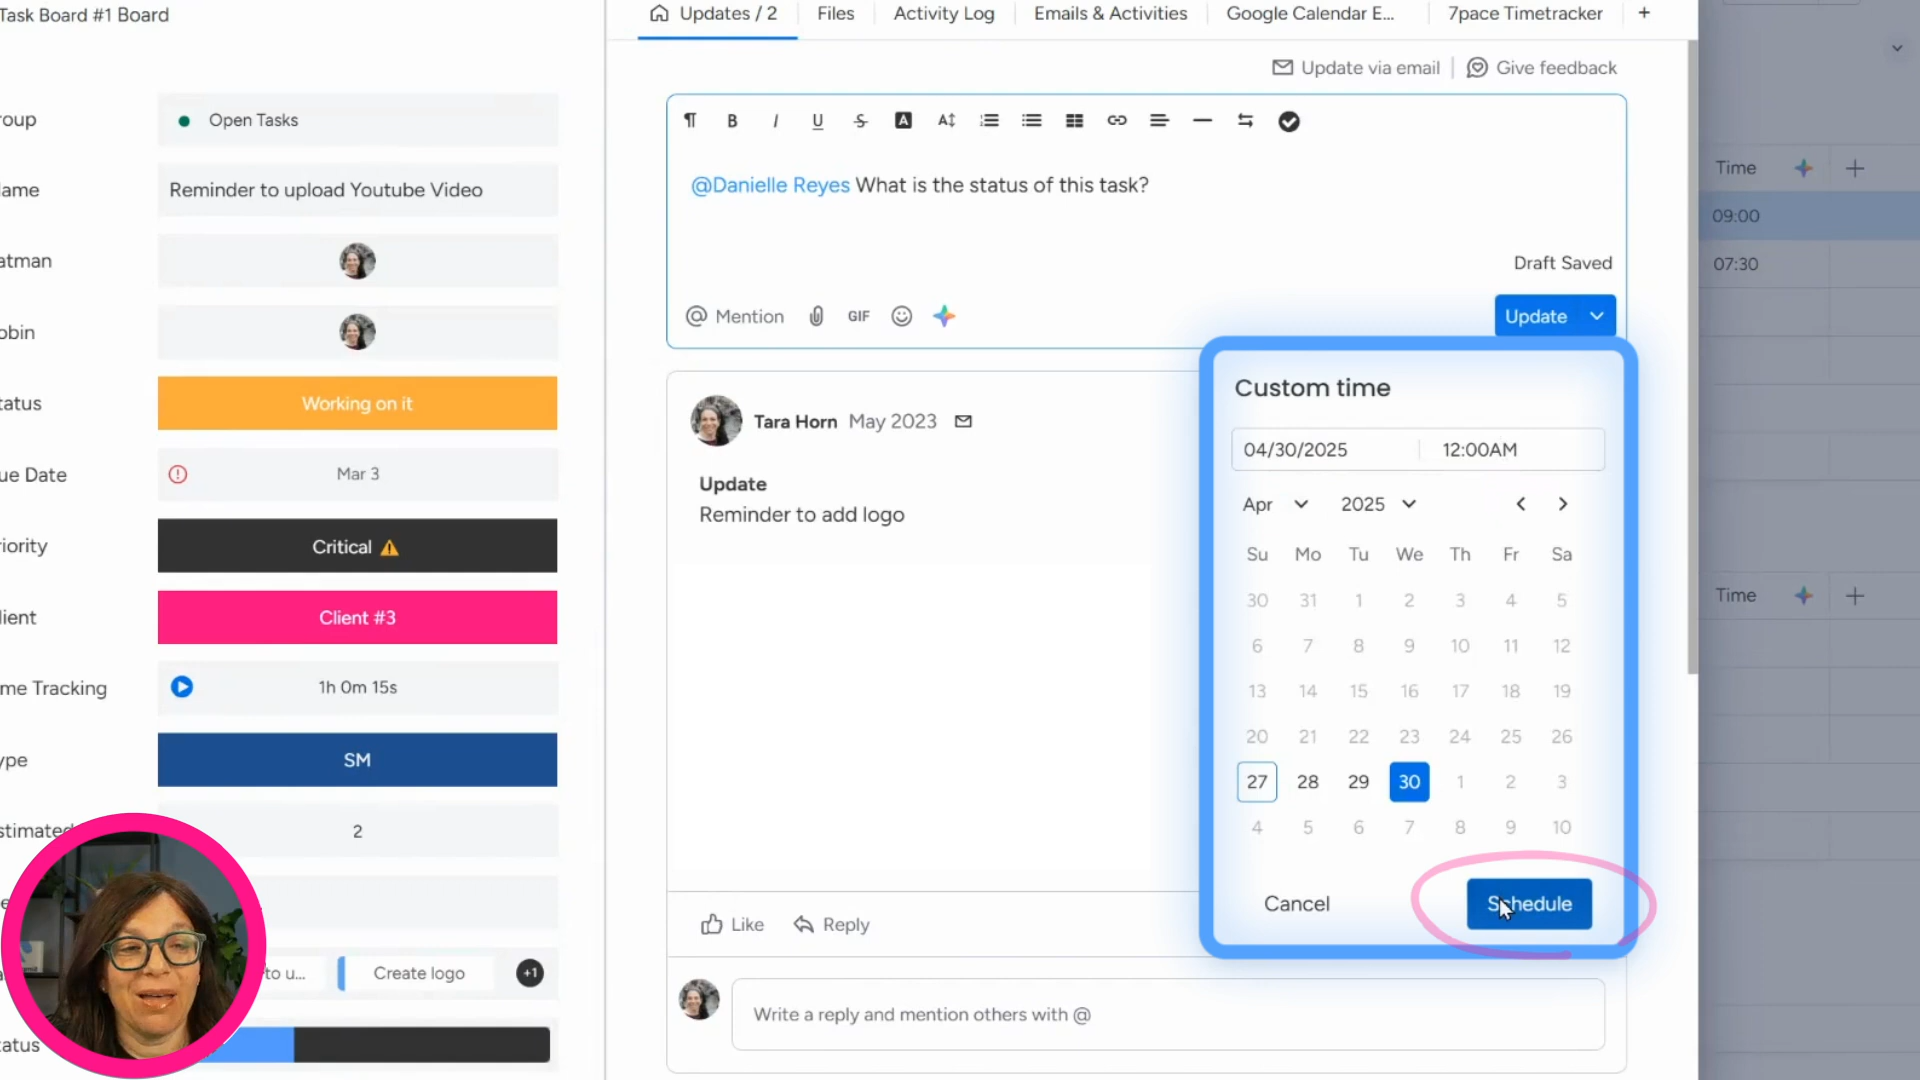 Task Board #1 Board
Updates / 2
Files
Activity Log
Emails & Activities
Google Calendar E...
7pace Timetracker
Update via email
Give feedback
oup
Open Tasks
ame
Reminder to upload Youtube Video
atman
obin
tatus
Working on it
ue Date
Mar 3
iority
Critical
lient
Client #3
me Tracking
1h 0m 15s
ype
SM
stimated
2
to u...
Create logo
+1
tatus
B
I
U
S
A
A
@Danielle Reyes What is the status of this task?
Draft Saved
@ Mention
GIF
Update
Tara Horn May 2023
Update
Reminder to add logo
Like
Reply
Write a reply and mention others with @
Custom time
04/30/2025
12:00AM
Apr
2025
Su Mo Tu We Th Fr Sa
30 31 1 2 3 4 5
6 7 8 9 10 11 12
13 14 15 16 17 18 19
20 21 22 23 24 25 26
27 28 29 30 1 2 3
4 5 6 7 8 9 10
Cancel
Schedule
Time
09:00
07:30
Time